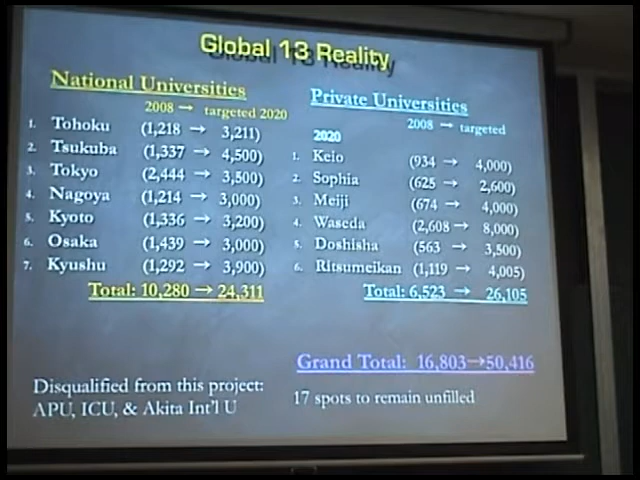 Global 13 Reality
National Universities
2008 → targeted 2020
1. Tohoku (1,218 → 3,211)
2. Tsukuba (1,337 → 4,500)
3. Tokyo (2,444 → 3,500)
4. Nagoya (1,214 → 3,000)
5. Kyoto (1,336 → 3,200)
6. Osaka (1,439 → 3,000)
7. Kyushu (1,292 → 3,900)
Total: 10,280 → 24,311
Private Universities
2008 → targeted
2020
1. Keio (934 → 4,000)
2. Sophia (625 → 2,600)
3. Meiji (674 → 4,000)
4. Waseda (2,608 → 8,000)
5. Doshisha (563 → 3,500)
6. Ritsumeikan (1,119 → 4,005)
Total: 6,523 → 26,105
Grand Total: 16,803→50,416
Disqualified from this project:
APU, ICU, & Akita Int'l U
17 spots to remain unfilled